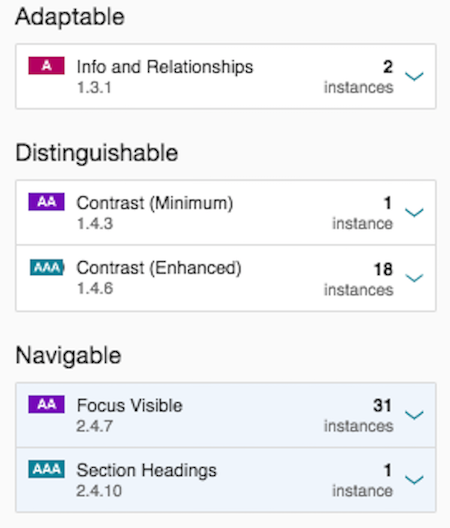 Adaptable
A Info and Relationships 2
1.3.1 instances
Distinguishable
AA Contrast (Minimum) 1
1.4.3 instance
AAA Contrast (Enhanced) 18
1.4.6 instances
Navigable
AA Focus Visible 31
2.4.7 instances
AAA Section Headings 1
2.4.10 instance